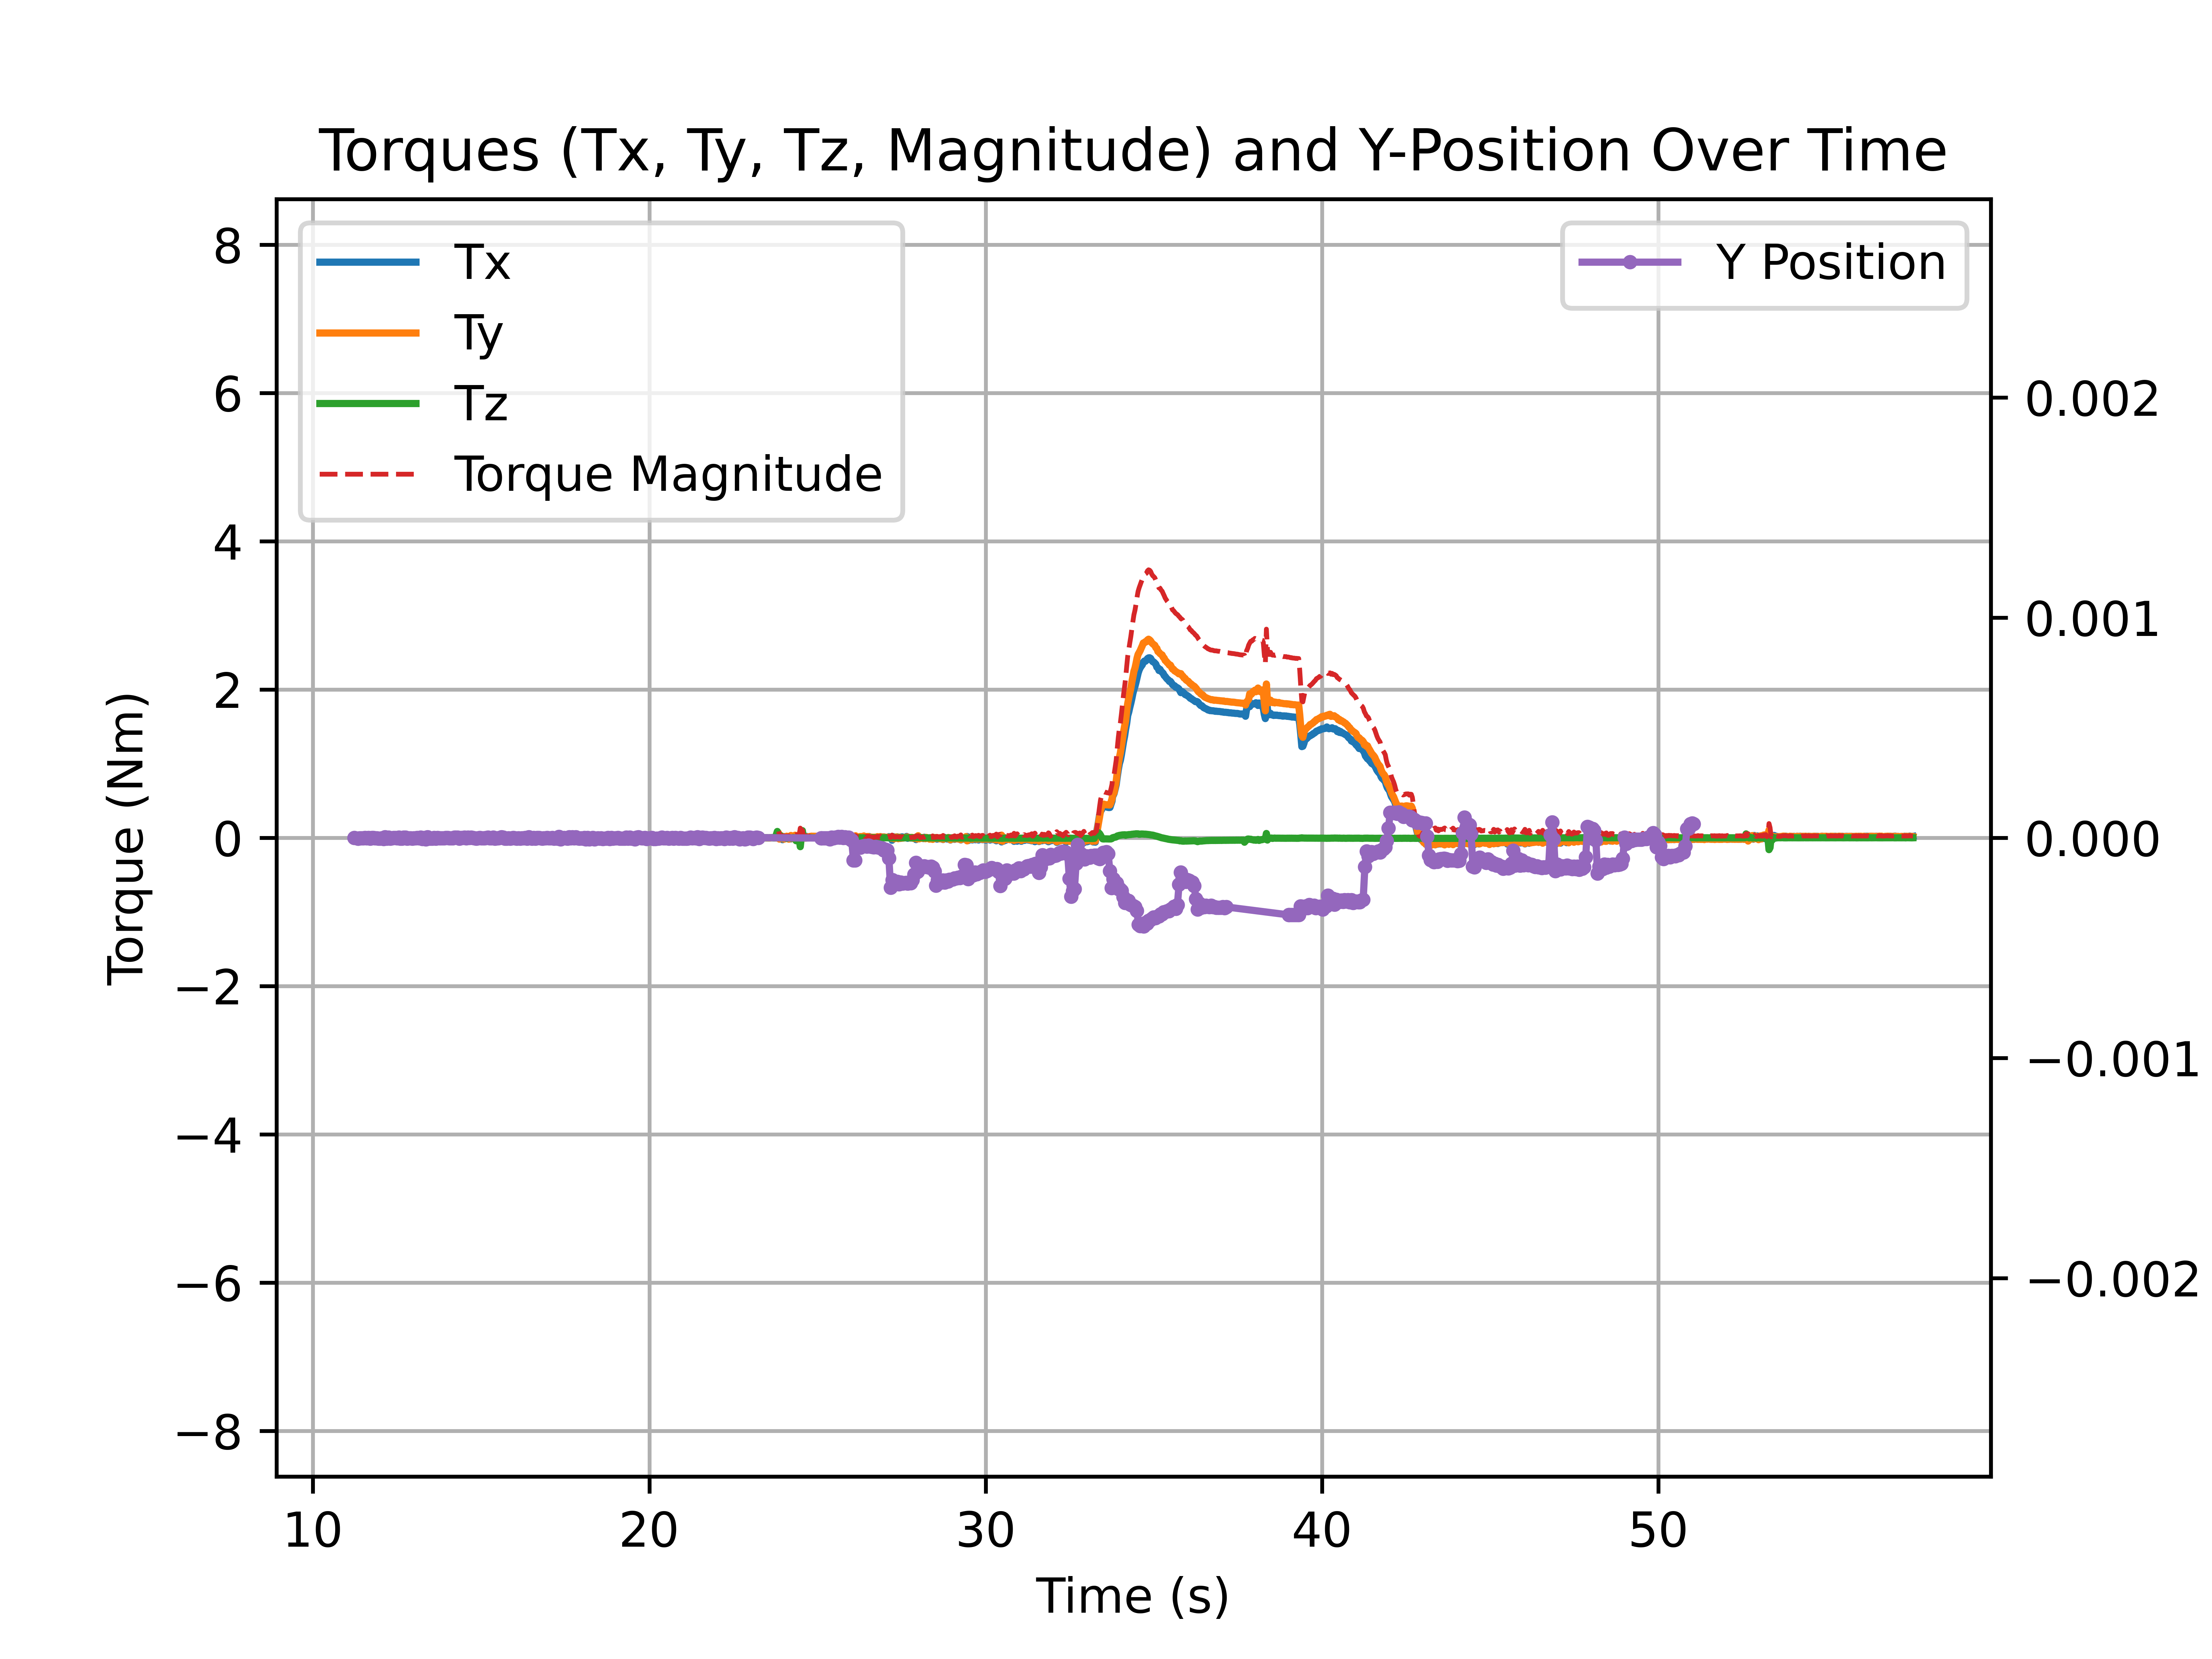 Torques (Tx, Ty, Tz, Magnitude) and Y-Position Over Time
Tx
Ty
Tz
Torque Magnitude
Y Position
8
6
4
2
0
−2
−4
−6
−8
Torque (Nm)
0.002
0.001
0.000
−0.001
−0.002
10 20 30 40 50
Time (s)